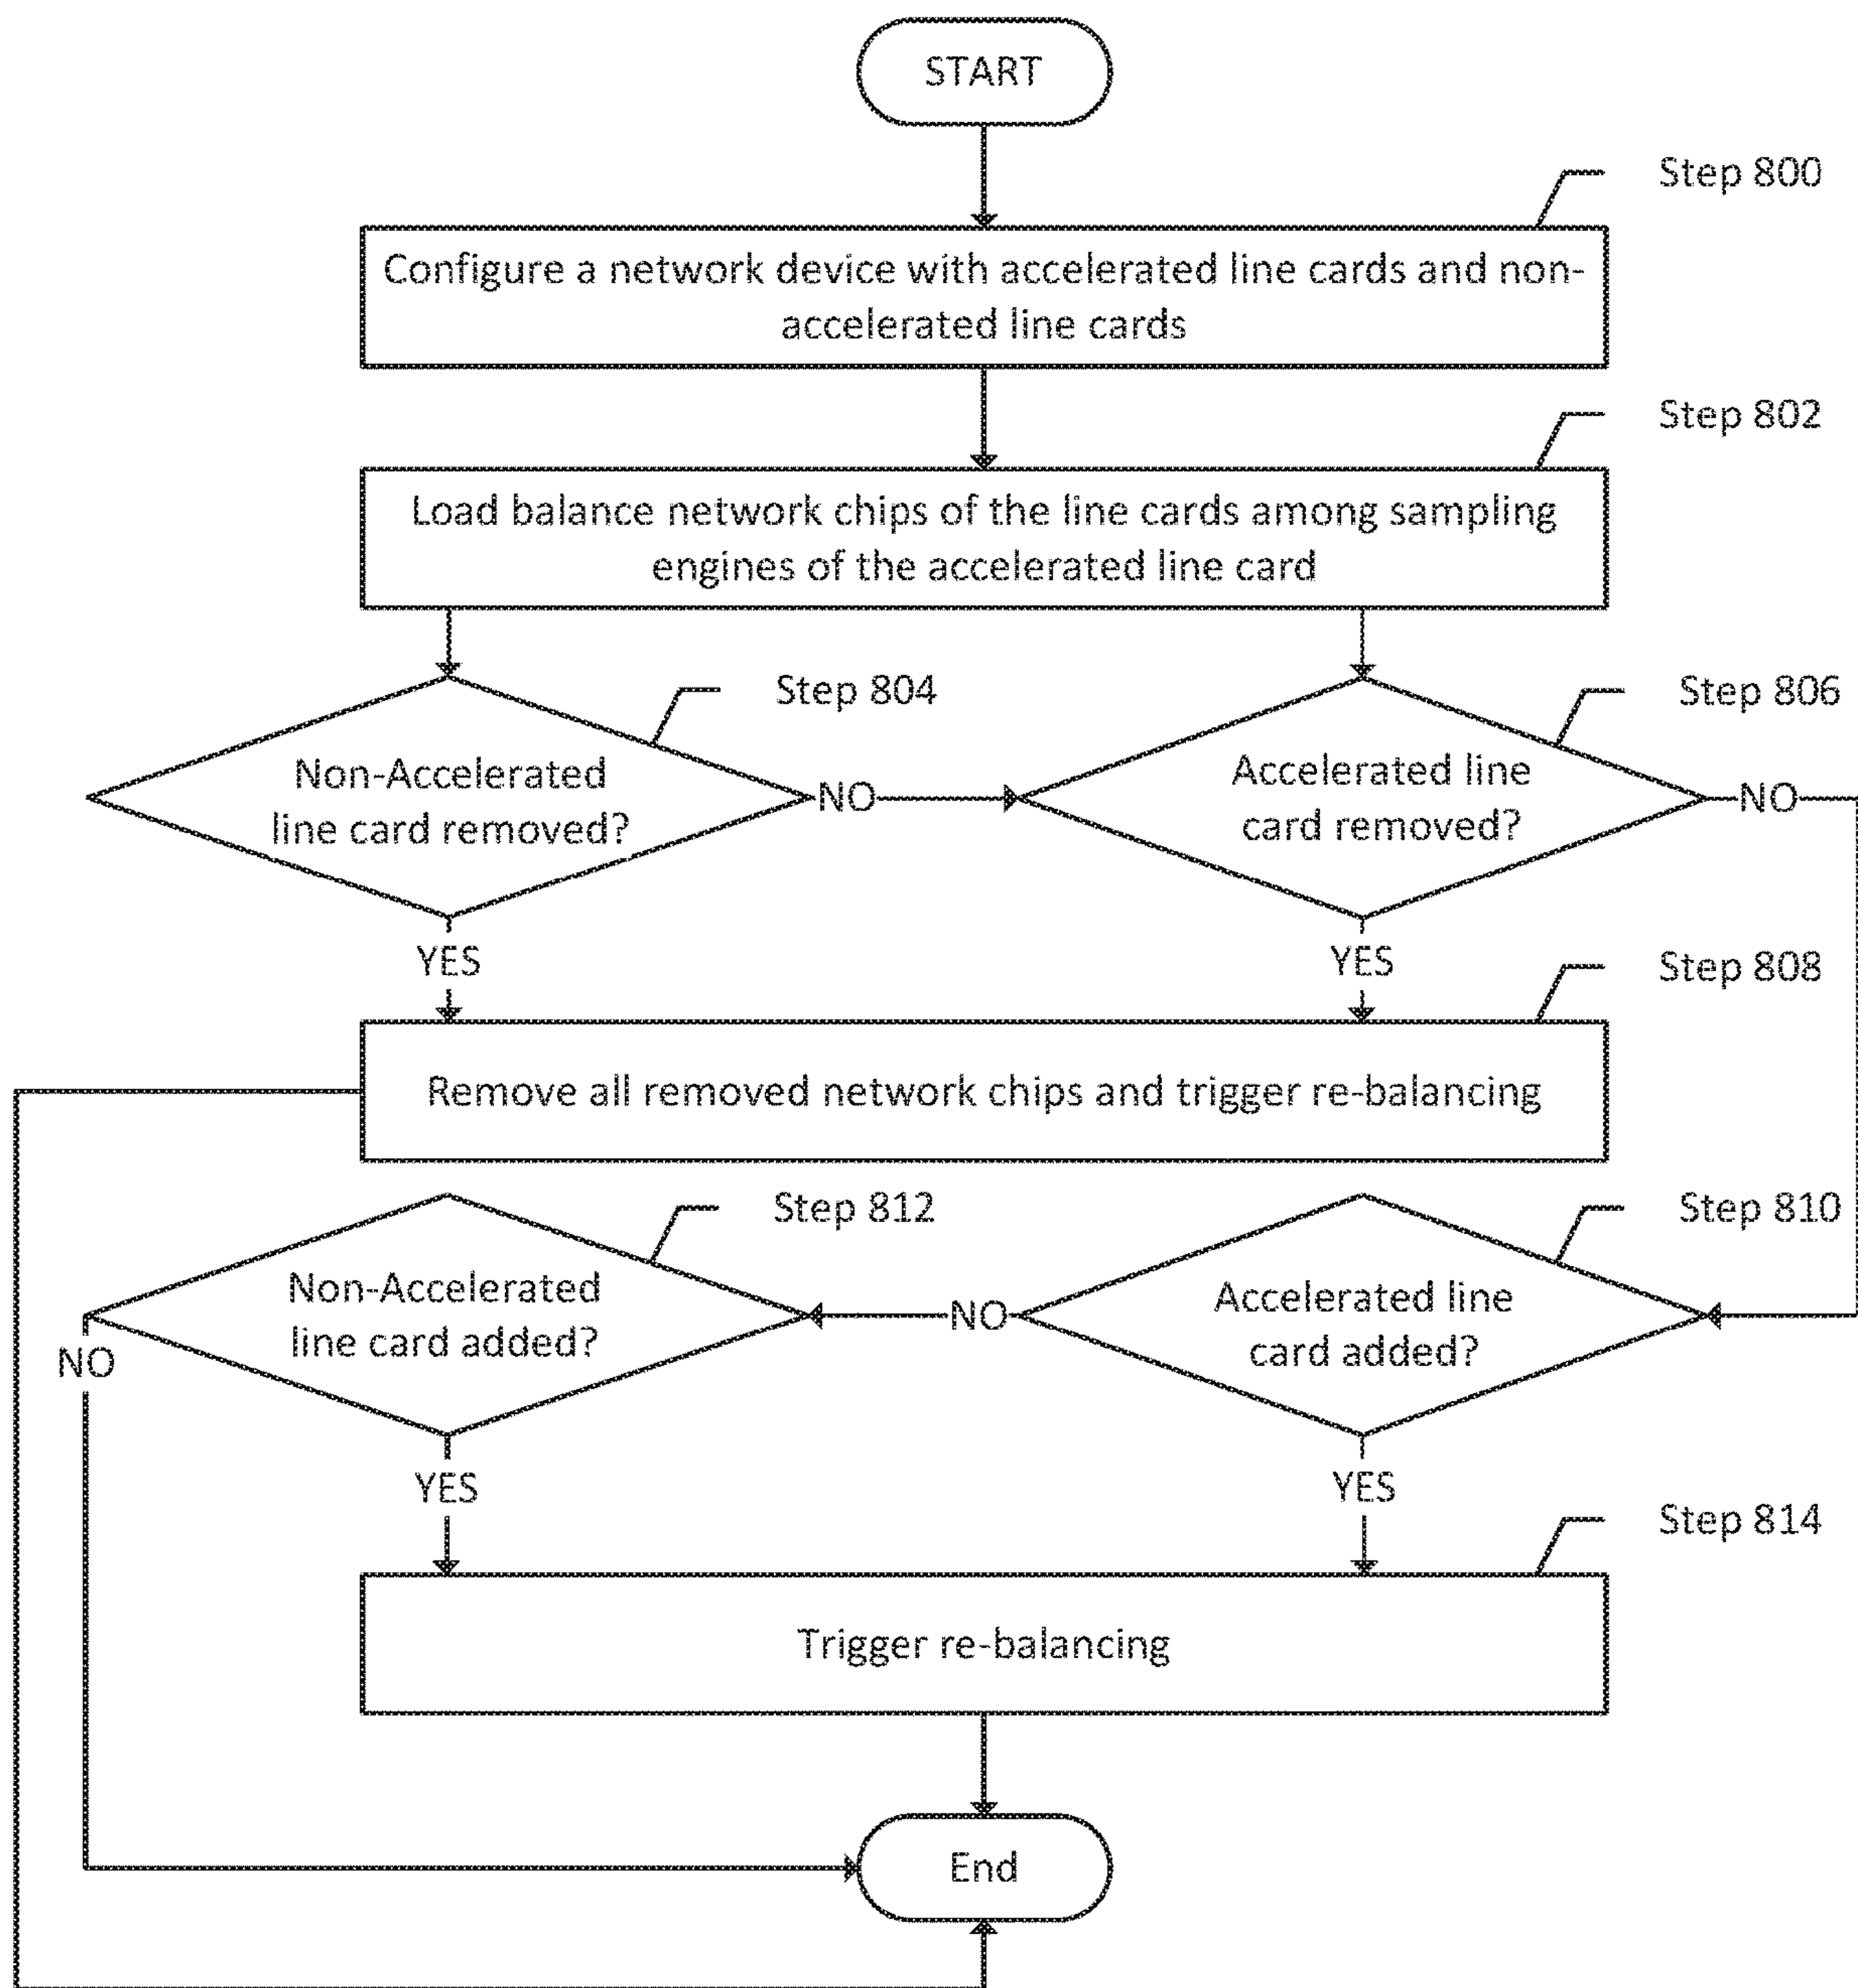 START
Step 800
Configure a network device with accelerated line cards and non-
accelerated line cards
Step 802
Load balance network chips of the line cards among sampling
engines of the accelerated line card
Step 804
Non-Accelerated
line card removed?
NO
YES
Step 806
Accelerated line
card removed?
NO
YES
Step 808
Remove all removed network chips and trigger re-balancing
Step 812
Non-Accelerated
line card added?
NO
YES
Step 810
Accelerated line
card added?
NO
YES
Step 814
Trigger re-balancing
End